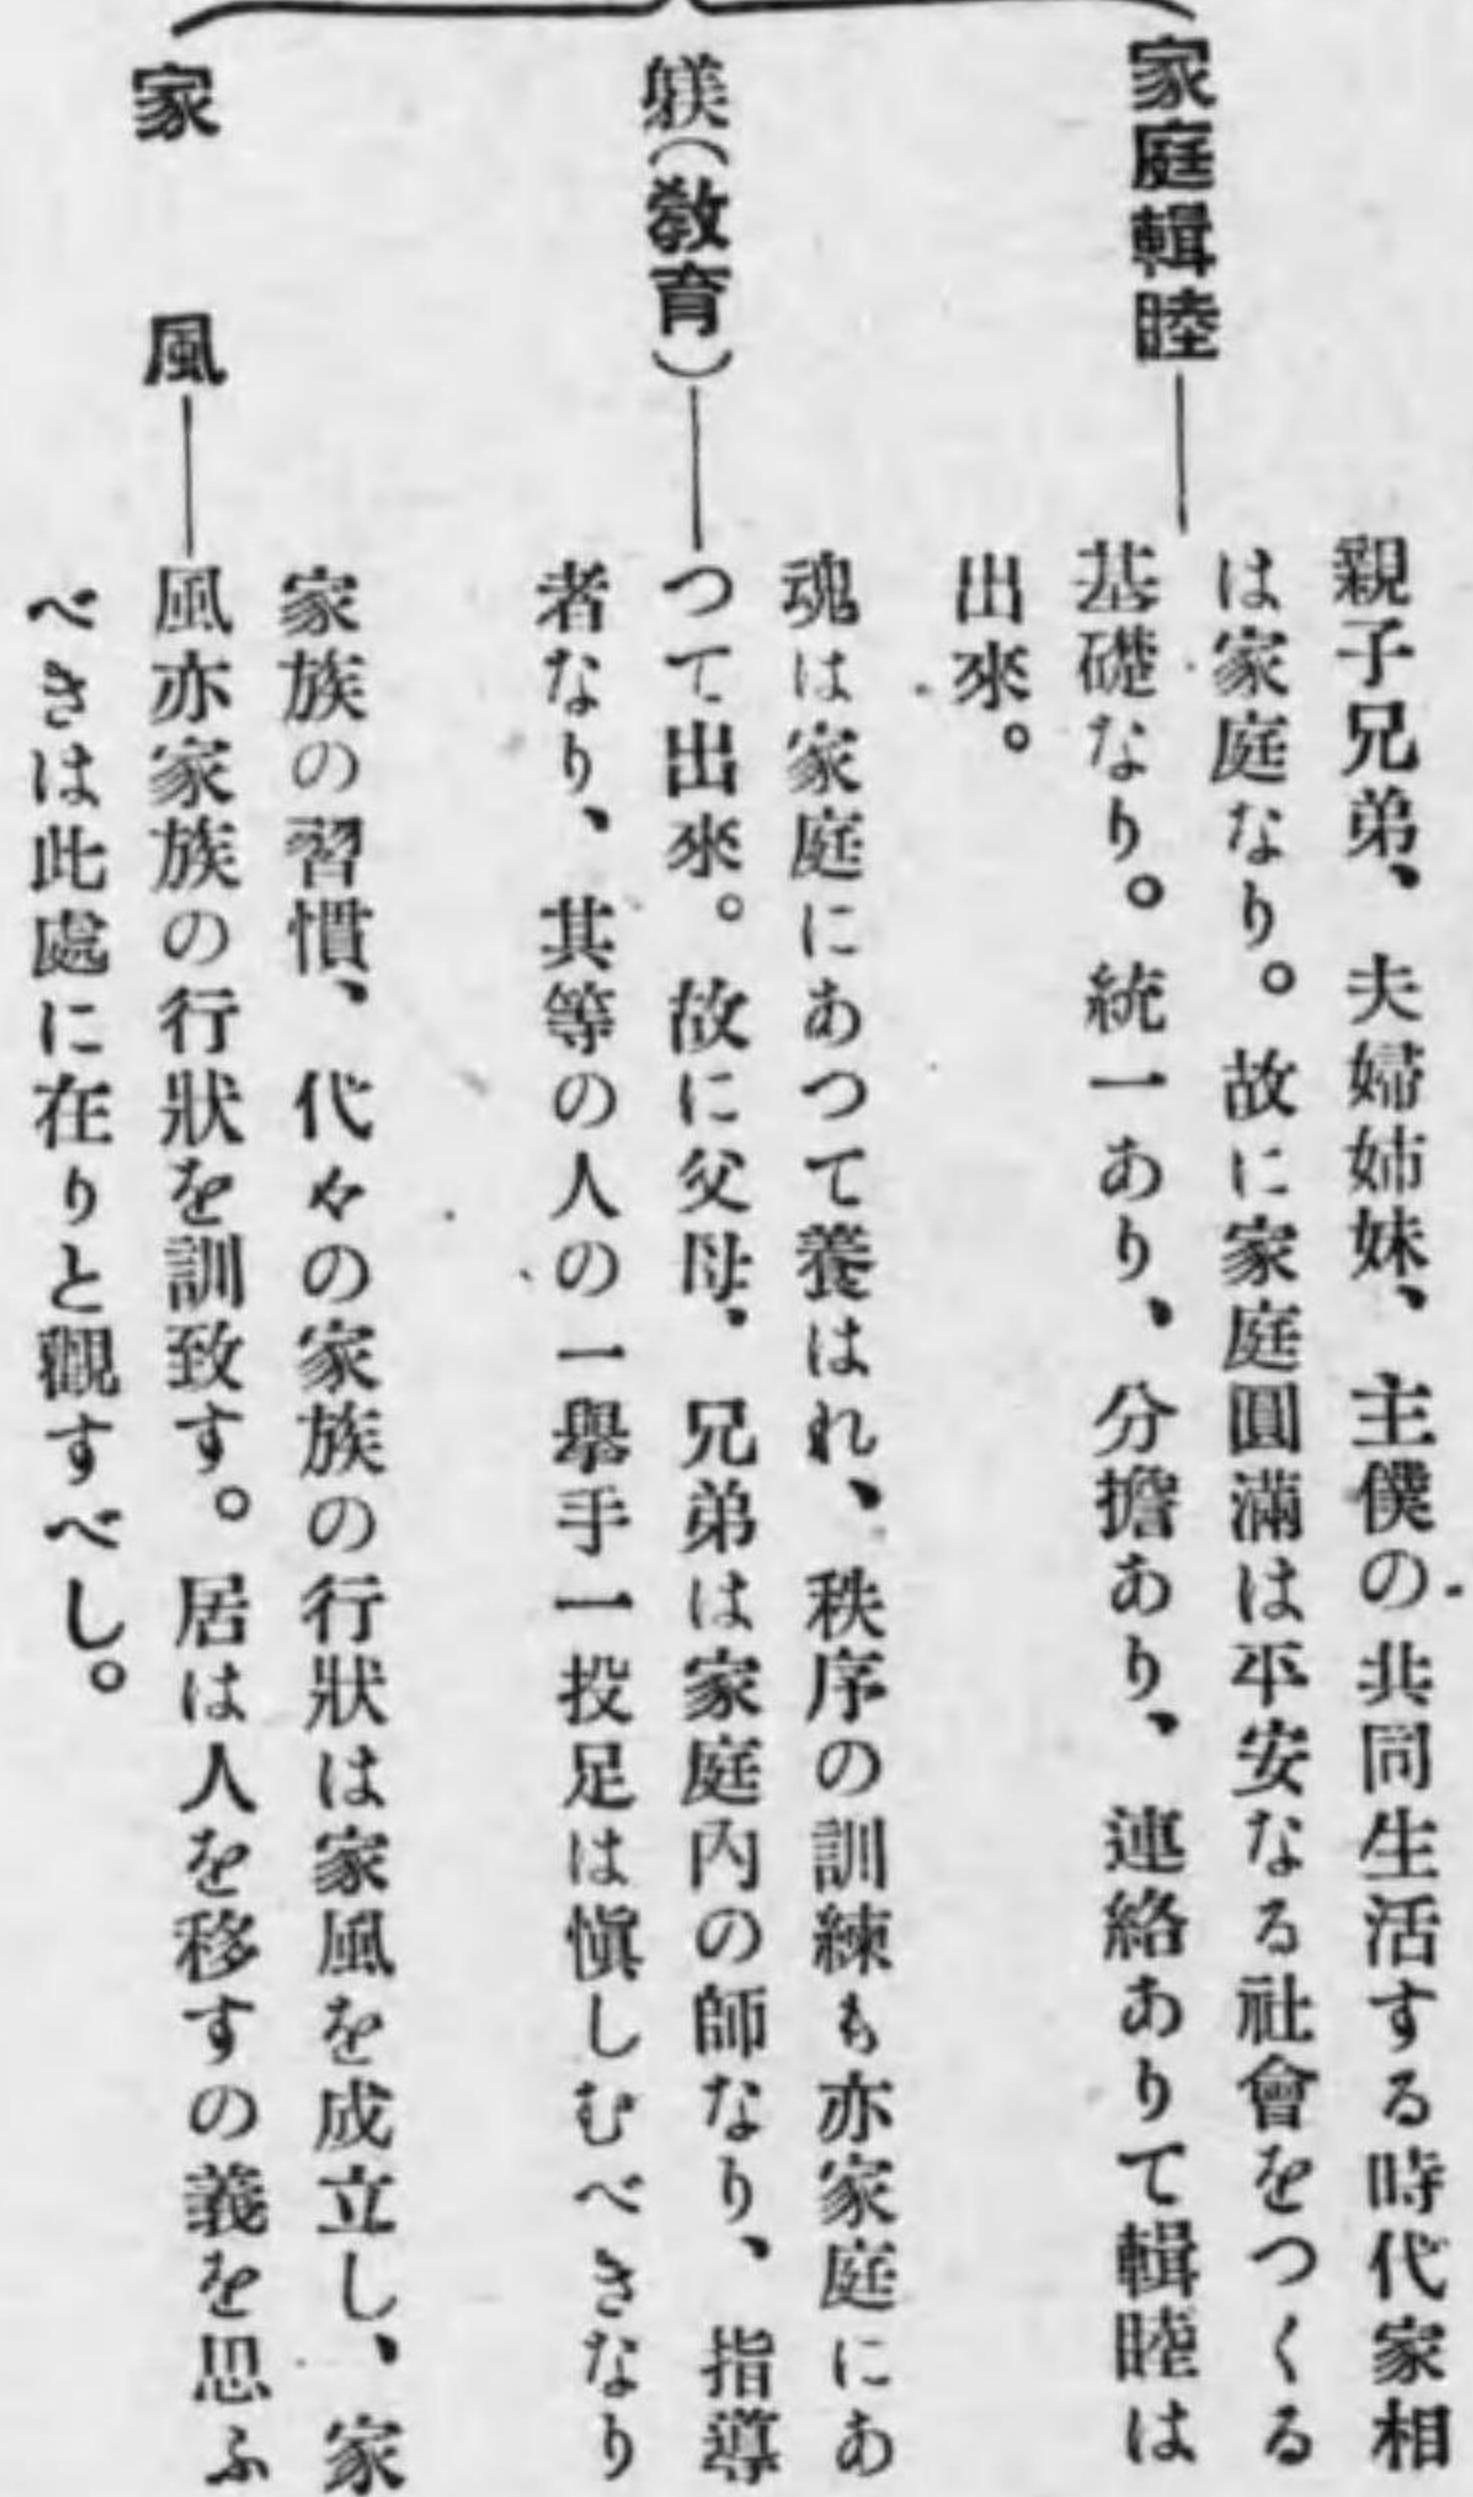 家庭輯睦
親子兄弟、夫婦姉妹、主僕の共同生活する時代家相
は家庭なり。故に家庭圓滿は平安なる社會をつくる
基礎なり。統一あり、分擔あり、連絡ありて輯睦は
出來。
躾(敎育)
魂は家庭にあつて養はれ、秩序の訓練も亦家庭にあ
つて出來。故に父母、兄弟は家庭內の師なり、指導
者なり、其等の人の一擧手一投足は愼しむべきなり
家風
家族の習慣、代々の家族の行狀は家風を成立し、家
風亦家族の行狀を訓致す。居は人を移すの義を思ふ
べきは此處に在りと觀すべし。